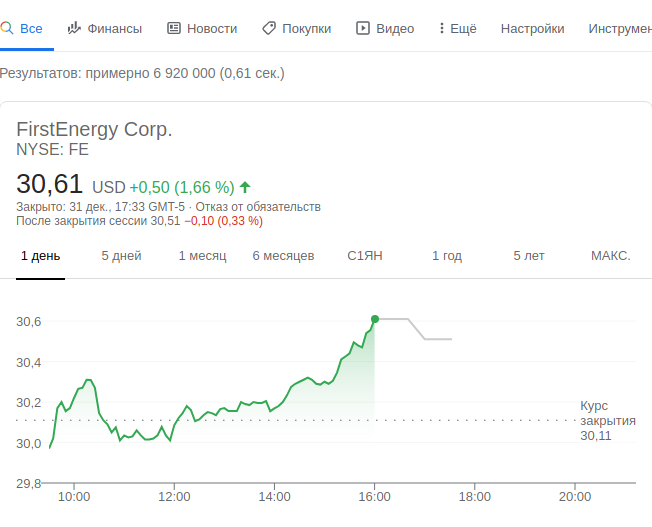 Все Финансы Новости Покупки Видео Ещё Настройки Инструмен
Результатов: примерно 6 920 000 (0,61 сек.)
FirstEnergy Corp.
NYSE: FE
30,61 USD +0,50 (1,66 %)
Закрыто: 31 дек., 17:33 GMT-5 · Отказ от обязательств
После закрытия сессии 30,51 −0,10 (0,33 %)
1 день 5 дней 1 месяц 6 месяцев С1ЯН 1 год 5 лет МАКС.
30,6
30,4
30,2
30,0
29,8
Курс
закрытия
30,11
10:00 12:00 14:00 16:00 18:00 20:00